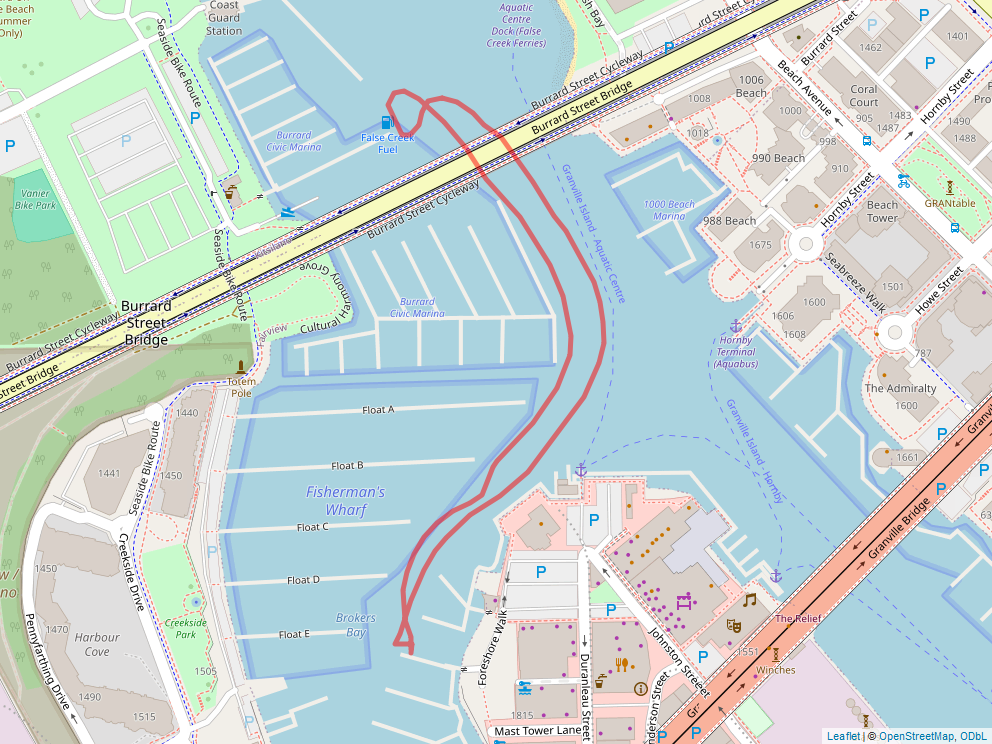 Coast
Guard
Station
Aquatic
Centre
Dock (False
Creek Ferries)
Beach
Only)
Seaside Bike Route
P
P
P
P
P
P
Burrard Street Cycleway
Burrard Street Bridge
Burrard Street
1462
1401
1006
Beach
Beach Avenue
Coral
Court
Hornby Street
1008
1000
905
1483
1487
1490
1488
1018
998
910
990 Beach
False Creek
Fuel
Burrard
Civic Marina
Vanier
Bike Park
Granville Island - Aquatic Centre
1000 Beach
Marina
988 Beach
1675
Hornby Street
Beach
Tower
GRANtable
Burrard Street Cycleway
Kitsilano
Seaside Bike Route
Cultural Harmony Grove
Fairview
Burrard
Civic Marina
Seabreeze Walk
1501
Howe Street
1600
1606
1608
787
Burrard
Street
Bridge
Burrard Street Cycleway
Street Bridge
Hornby
Terminal
(Aquabus)
The Admiralty
1600
Totem
Pole
Float A
Float B
Float C
Float D
Float E
Fisherman's
Wharf
Brokers
Bay
Granville Island - Hornby
1661
Granville Bridge
1440
1441
1450
Seaside Bike Route
Creekside Drive
1450
1470
Harbour
Cove
1490
1515
1505
Creekside
Park
Pennyfarthing Drive
P
P
P
P
P
P
P
P
P
P
Foreshore Walk
Johnston Street
Duranleau Street
The Relief
1551
Winches
1815
Mast Tower Lane
Leaflet | © OpenStreetMap, ODbL